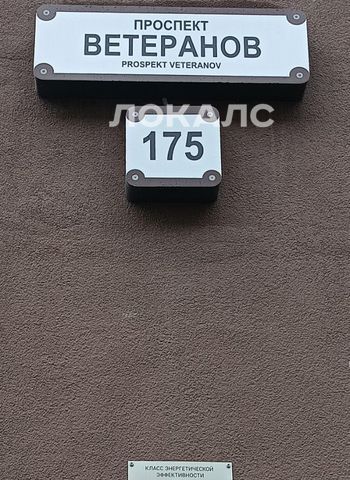 ПРОСПЕКТ
ВЕТЕРАНОВ
PROSPEKT VETERANOV
ЛОКАЛС
175
КЛАСС ЭНЕРГЕТИЧЕСКОЙ
ЭФФЕКТИВНОСТИ